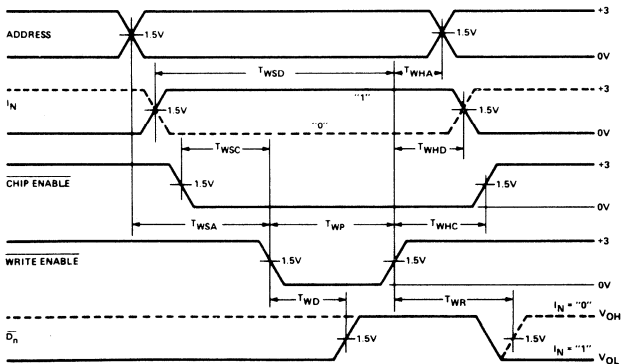 +3
ADDRESS
1.5V
1.5V
0V
TWSD
TWHA
+3
IN
1.5V
"1"
"0"
1.5V
0V
TWSC
TWHD
+3
CHIP ENABLE
1.5V
1.5V
0V
TWSA
TWP
TWHC
+3
WRITE ENABLE
1.5V
1.5V
0V
TWD
TWR
IN = "0"
VOH
Dn
1.5V
1.5V
IN = "1"
VOL